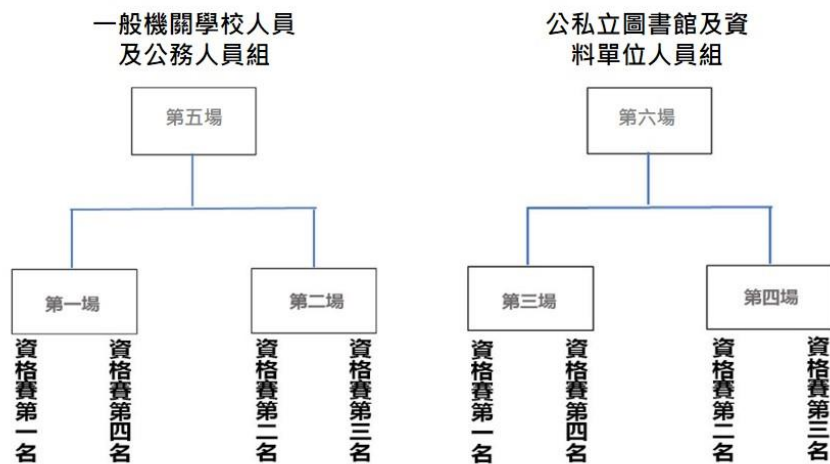 一般機關學校人員
及公務人員組
公私立圖書館及資
料單位人員組
第五場
第六場
第一場
第二場
第三場
第四場
資格賽第一名
資格賽第四名
資格賽第二名
資格賽第三名
資格賽第一名
資格賽第四名
資格賽第二名
資格賽第三名